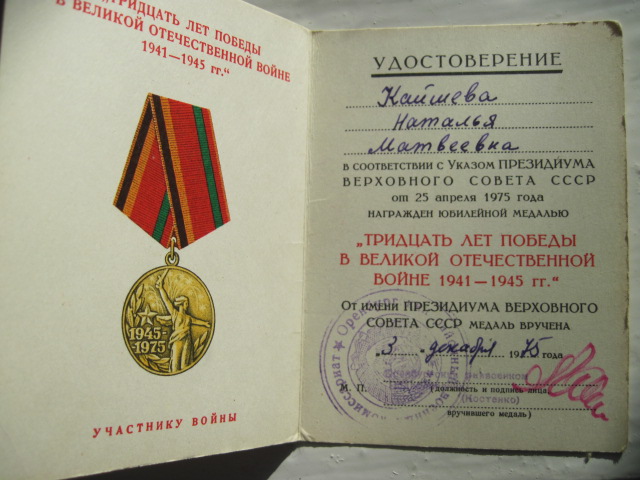 „ТРИДЦАТЬ ЛЕТ ПОБЕДЫ
В ВЕЛИКОЙ ОТЕЧЕСТВЕННОЙ ВОЙНЕ
1941—1945 гг."
1945-
1975
УЧАСТНИКУ ВОЙНЫ
УДОСТОВЕРЕНИЕ
Кайшева
Наталья
Матвеевна
В СООТВЕТСТВИИ С УКАЗОМ ПРЕЗИДИУМА
ВЕРХОВНОГО СОВЕТА СССР
от 25 апреля 1975 года
НАГРАЖДЕН ЮБИЛЕЙНОЙ МЕДАЛЬЮ
„ТРИДЦАТЬ ЛЕТ ПОБЕДЫ
В ВЕЛИКОЙ ОТЕЧЕСТВЕННОЙ
ВОЙНЕ 1941—1945 гг."
От имени ПРЕЗИДИУМА ВЕРХОВНОГО
СОВЕТА СССР МЕДАЛЬ ВРУЧЕНА
„3 декабря 1975 года
М. П.
(должность и подпись лица,
(Костенко)
вручившего медаль)